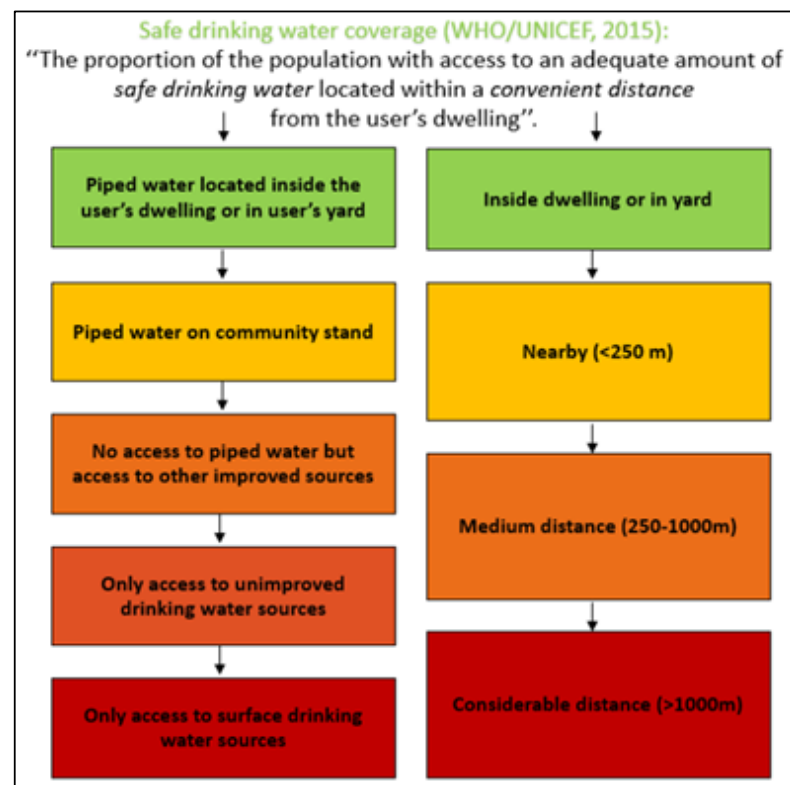 Safe drinking water coverage (WHO/UNICEF, 2015):
“The proportion of the population with access to an adequate amount of
safe drinking water located within a convenient distance
from the user’s dwelling”.
Piped water located inside the
user’s dwelling or in user’s yard
Piped water on community stand
No access to piped water but
access to other improved sources
Only access to unimproved
drinking water sources
Only access to surface drinking
water sources
Inside dwelling or in yard
Nearby (<250 m)
Medium distance (250-1000m)
Considerable distance (>1000m)